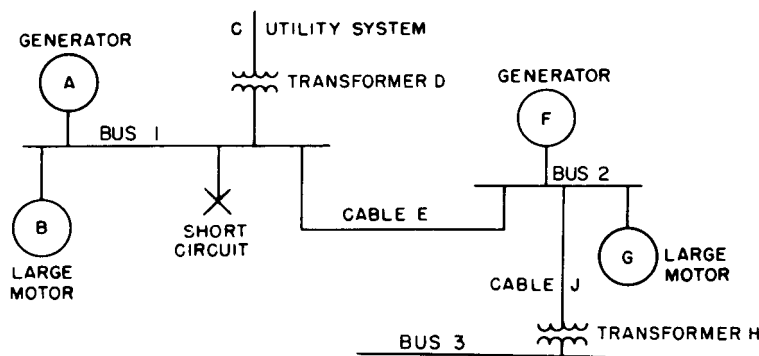 C UTILITY SYSTEM
GENERATOR
A
TRANSFORMER D
GENERATOR
F
BUS 1
BUS 2
B
LARGE
MOTOR
SHORT
CIRCUIT
CABLE E
G
LARGE
MOTOR
CABLE J
TRANSFORMER H
BUS 3